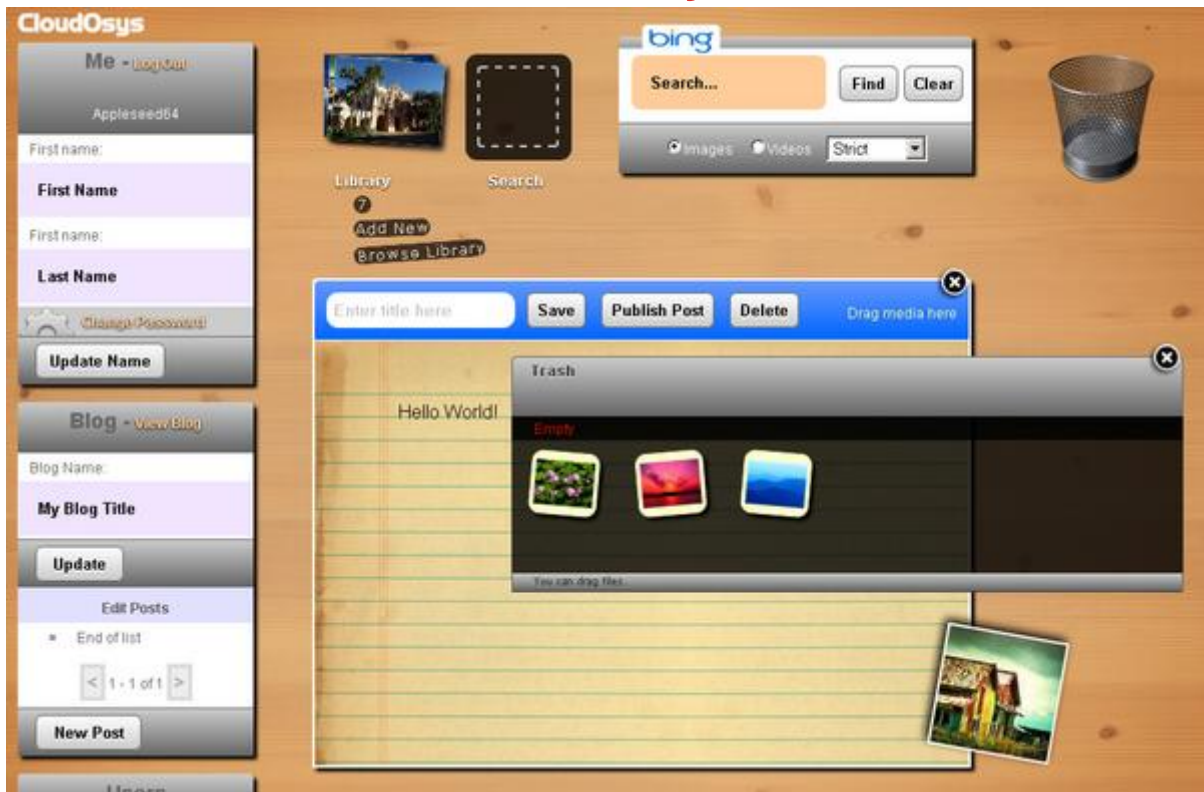 CloudOsys
Me - Log Out
Appleseed64
First name:
First Name
First name:
Last Name
Change Password
Update Name
Blog - View Blog
Blog Name:
My Blog Title
Update
Edit Posts
End of list
< 1 - 1 of 1 >
New Post
Users
Library
7
Add New
Browse Library
Search
bing
Search...
Find Clear
Images Videos Strict
Enter title here Save Publish Post Delete Drag media here
Hello World!
Trash
Empty
You can drag files.